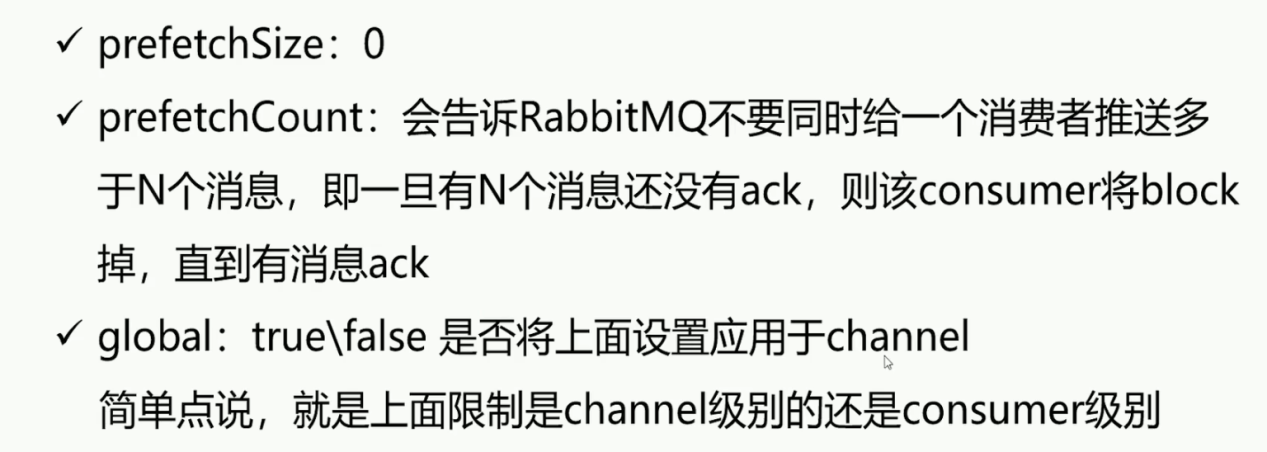 ✓ prefetchSize：0
✓ prefetchCount：会告诉RabbitMQ不要同时给一个消费者推送多
于N个消息，即一旦有N个消息还没有ack，则该consumer将block
掉，直到有消息ack
✓ global：true\false 是否将上面设置应用于channel
简单点说，就是上面限制是channel级别的还是consumer级别